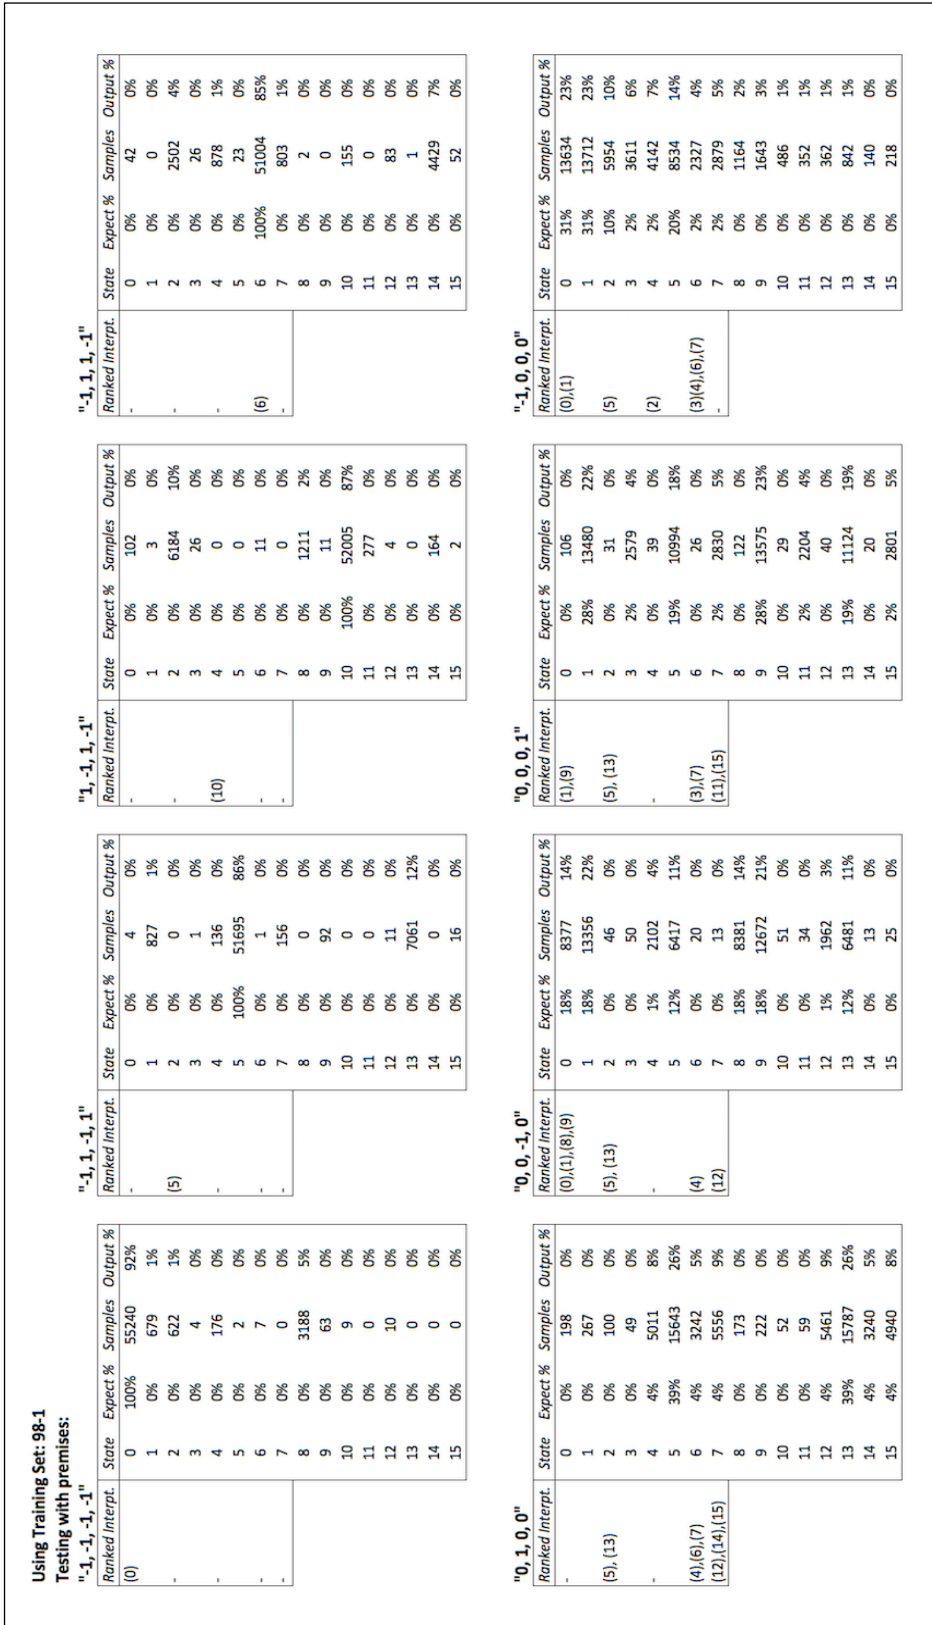 Using Training Set: 98-1
Testing with premises:
"-1, -1, -1, -1"
Ranked Interpt. State Expect % Samples Output %
(0) 0 100% 55240 92%
1 0% 679 1%
- 2 0% 622 1%
3 0% 4 0%
- 4 0% 176 0%
5 0% 2 0%
- 6 0% 7 0%
- 7 0% 0 0%
8 0% 3188 5%
9 0% 63 0%
10 0% 9 0%
11 0% 0 0%
12 0% 10 0%
13 0% 0 0%
14 0% 0 0%
15 0% 0 0%
"-1, 1, -1, 1"
Ranked Interpt. State Expect % Samples Output %
- 0 0% 4 0%
1 0% 827 1%
(5) 2 0% 0 0%
3 0% 1 0%
- 4 0% 136 0%
5 100% 51695 86%
- 6 0% 1 0%
- 7 0% 156 0%
8 0% 0 0%
9 0% 92 0%
10 0% 0 0%
11 0% 0 0%
12 0% 11 0%
13 0% 7061 12%
14 0% 0 0%
15 0% 16 0%
"1, -1, 1, -1"
Ranked Interpt. State Expect % Samples Output %
- 0 0% 102 0%
1 0% 3 0%
- 2 0% 6184 10%
3 0% 26 0%
(10) 4 0% 0 0%
5 0% 0 0%
- 6 0% 11 0%
- 7 0% 0 0%
8 0% 1211 2%
9 0% 11 0%
10 100% 52005 87%
11 0% 277 0%
12 0% 4 0%
13 0% 0 0%
14 0% 164 0%
15 0% 2 0%
"-1, 1, 1, -1"
Ranked Interpt. State Expect % Samples Output %
- 0 0% 42 0%
1 0% 0 0%
- 2 0% 2502 4%
3 0% 26 0%
- 4 0% 878 1%
5 0% 23 0%
(6) 6 100% 51004 85%
- 7 0% 803 1%
8 0% 2 0%
9 0% 0 0%
10 0% 155 0%
11 0% 0 0%
12 0% 83 0%
13 0% 1 0%
14 0% 4429 7%
15 0% 52 0%
"0, 1, 0, 0"
Ranked Interpt. State Expect % Samples Output %
- 0 0% 198 0%
1 0% 267 0%
(5), (13) 2 0% 100 0%
3 0% 49 0%
- 4 4% 5011 8%
5 39% 15643 26%
(4),(6),(7) 6 4% 3242 5%
(12),(14),(15) 7 4% 5556 9%
8 0% 173 0%
9 0% 222 0%
10 0% 52 0%
11 0% 59 0%
12 4% 5461 9%
13 39% 15787 26%
14 4% 3240 5%
15 4% 4940 8%
"0, 0, -1, 0"
Ranked Interpt. State Expect % Samples Output %
(0),(1),(8),(9) 0 18% 8377 14%
1 18% 13356 22%
(5), (13) 2 0% 46 0%
3 0% 50 0%
- 4 1% 2102 4%
5 12% 6417 11%
(4) 6 0% 20 0%
(12) 7 0% 13 0%
8 18% 8381 14%
9 18% 12672 21%
10 0% 51 0%
11 0% 34 0%
12 1% 1962 3%
13 12% 6481 11%
14 0% 13 0%
15 0% 25 0%
"0, 0, 0, 1"
Ranked Interpt. State Expect % Samples Output %
(1),(9) 0 0% 106 0%
1 28% 13480 22%
(5), (13) 2 0% 31 0%
3 2% 2579 4%
- 4 0% 39 0%
5 19% 10994 18%
(3),(7) 6 0% 26 0%
(11),(15) 7 2% 2830 5%
8 0% 122 0%
9 28% 13575 23%
10 0% 29 0%
11 2% 2204 4%
12 0% 40 0%
13 19% 11124 19%
14 0% 20 0%
15 2% 2801 5%
"-1, 0, 0, 0"
Ranked Interpt. State Expect % Samples Output %
(0),(1) 0 31% 13634 23%
1 31% 13712 23%
(5) 2 10% 5954 10%
3 2% 3611 6%
(2) 4 2% 4142 7%
5 20% 8534 14%
(3)(4),(6),(7) 6 2% 2327 4%
- 7 2% 2879 5%
8 0% 1164 2%
9 0% 1643 3%
10 0% 486 1%
11 0% 352 1%
12 0% 362 1%
13 0% 842 1%
14 0% 140 0%
15 0% 218 0%